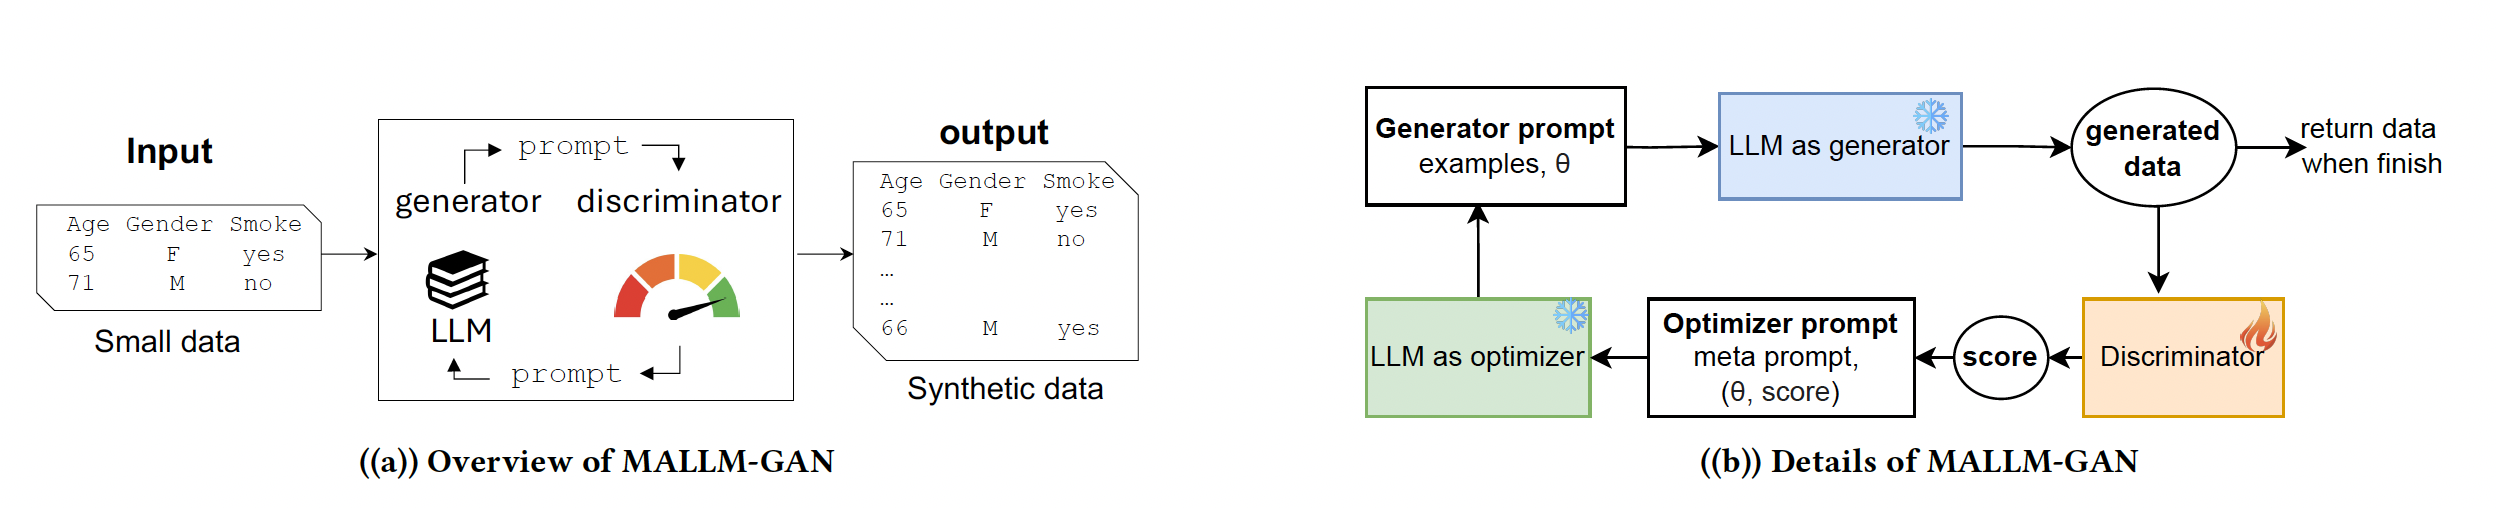 Input
Age Gender Smoke
65 F yes
71 M no
Small data
prompt
generator discriminator
LLM
prompt
output
Age Gender Smoke
65 F yes
71 M no
…
…
66 M yes
Synthetic data
((a)) Overview of MALLM-GAN
Generator prompt
examples, θ
LLM as generator
generated
data
return data
when finish
LLM as optimizer
Optimizer prompt
meta prompt,
(θ, score)
score
Discriminator
((b)) Details of MALLM-GAN